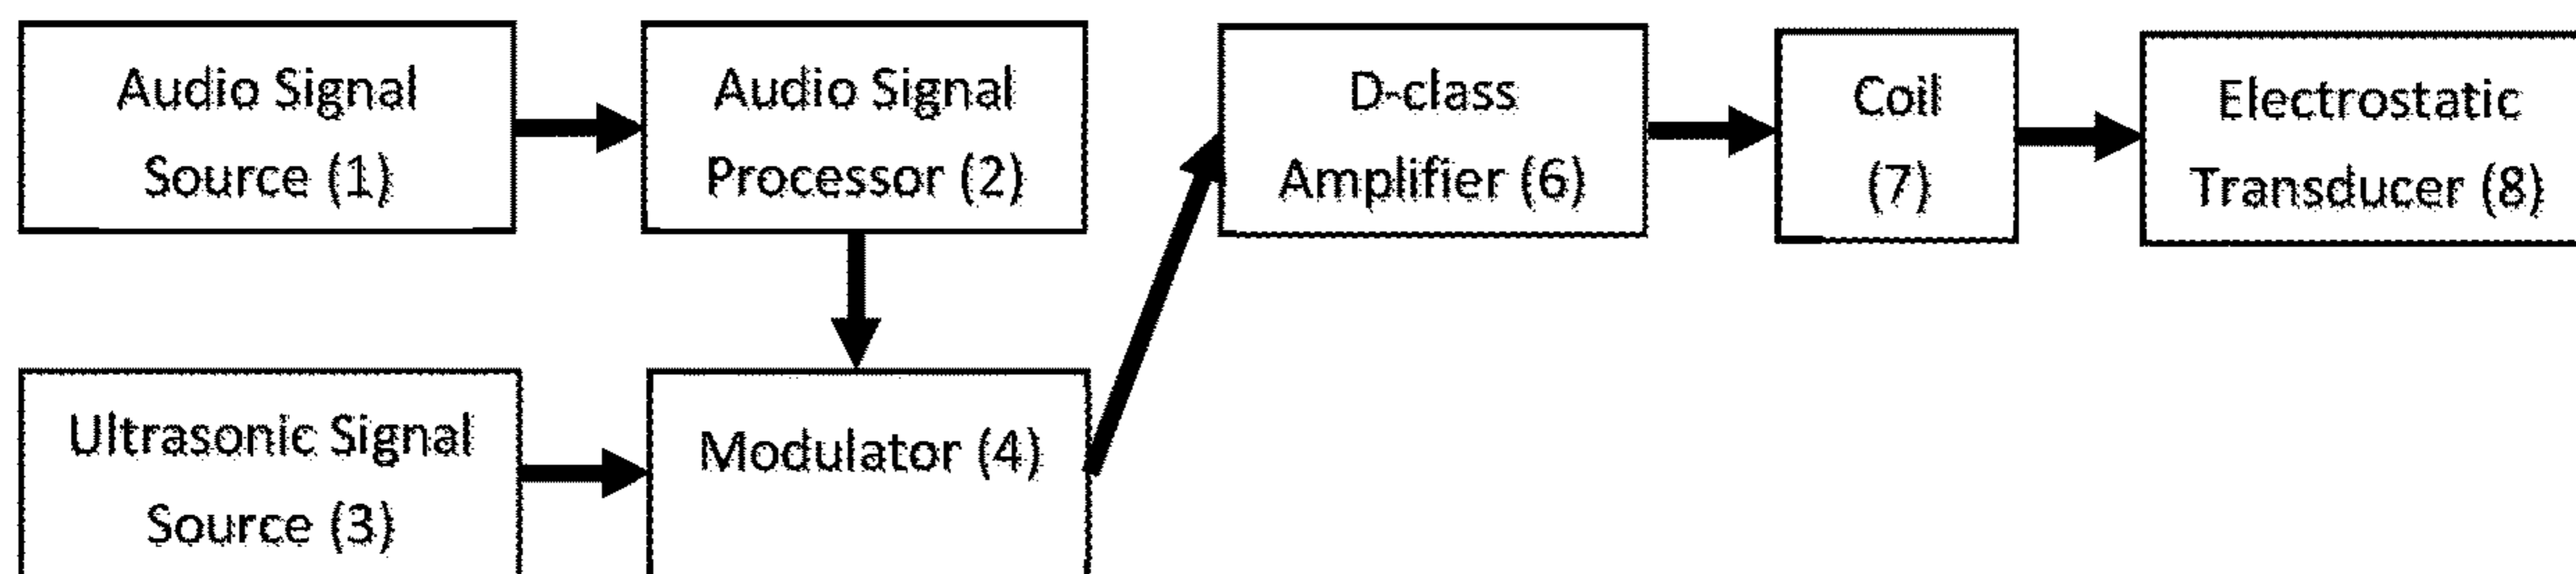 Audio Signal
Source (1)
Audio Signal
Processor (2)
D-class
Amplifier (6)
Coil
(7)
Electrostatic
Transducer (8)
Ultrasonic Signal
Source (3)
Modulator (4)